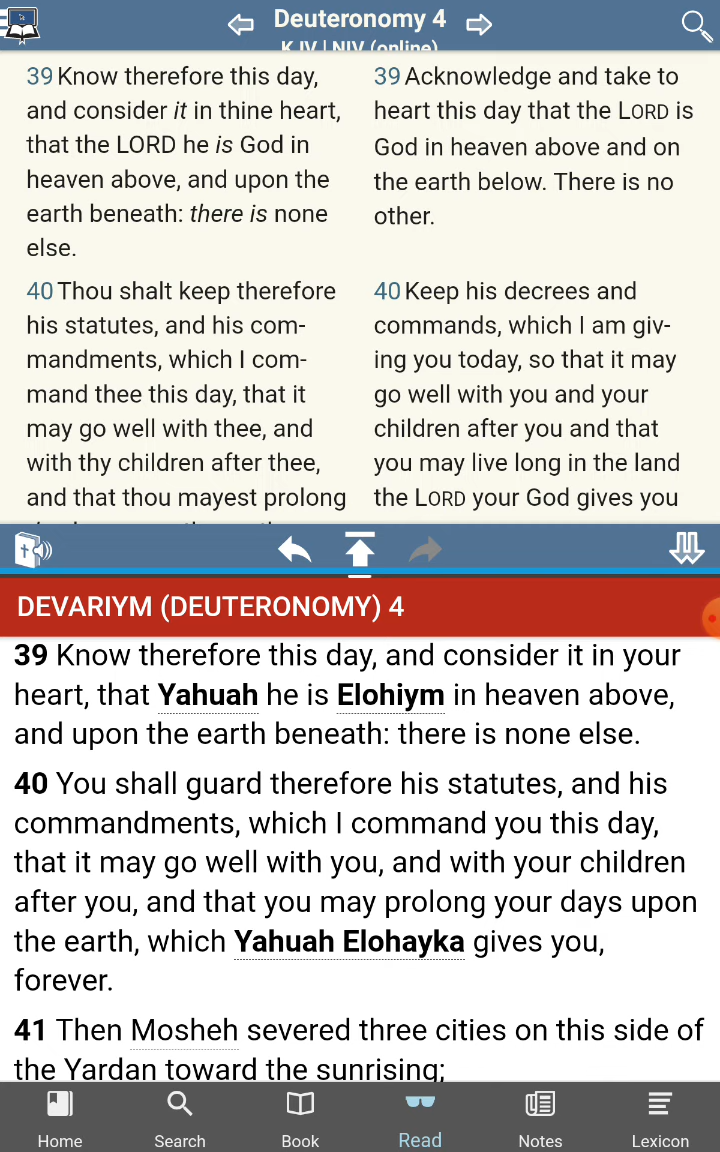 Deuteronomy 4
KJV | NIV (online)
39 Know therefore this day,
and consider it in thine heart,
that the LORD he is God in
heaven above, and upon the
earth beneath: there is none
else.
40 Thou shalt keep therefore
his statutes, and his com-
mandments, which I com-
mand thee this day, that it
may go well with thee, and
with thy children after thee,
and that thou mayest prolong
39 Acknowledge and take to
heart this day that the LORD is
God in heaven above and on
the earth below. There is no
other.
40 Keep his decrees and
commands, which I am giv-
ing you today, so that it may
go well with you and your
children after you and that
you may live long in the land
the LORD your God gives you
DEVARIYM (DEUTERONOMY) 4
39 Know therefore this day, and consider it in your
heart, that Yahuah he is Elohiym in heaven above,
and upon the earth beneath: there is none else.
40 You shall guard therefore his statutes, and his
commandments, which I command you this day,
that it may go well with you, and with your children
after you, and that you may prolong your days upon
the earth, which Yahuah Elohayka gives you,
forever.
41 Then Mosheh severed three cities on this side of
the Yardan toward the sunrising;
Home
Search
Book
Read
Notes
Lexicon